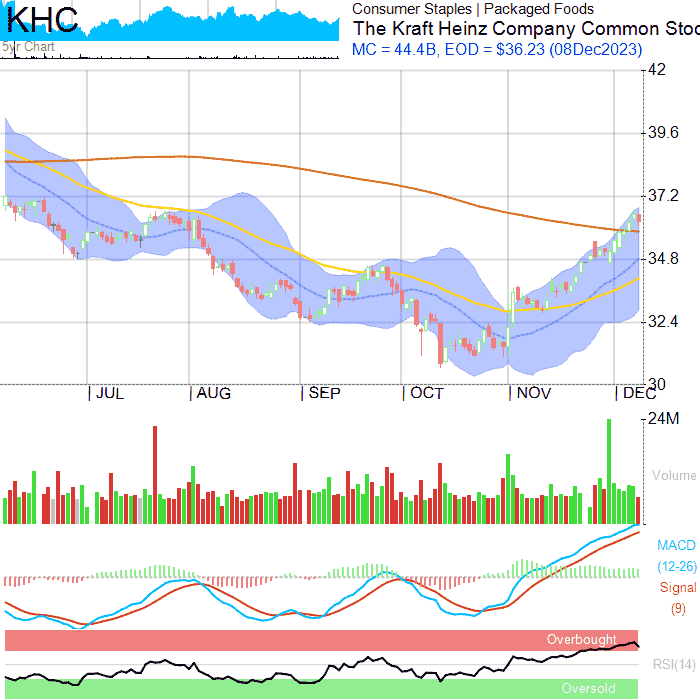 KHC
5yr Chart
Consumer Staples | Packaged Foods
The Kraft Heinz Company Common Stoc
MC = 44.4B, EOD = $36.23 (08Dec2023)
42
39.6
37.2
34.8
32.4
30
JUL
AUG
SEP
OCT
NOV
DEC
24M
Volume
MACD
(12-26)
Signal
(9)
Overbought
RSI(14)
Oversold